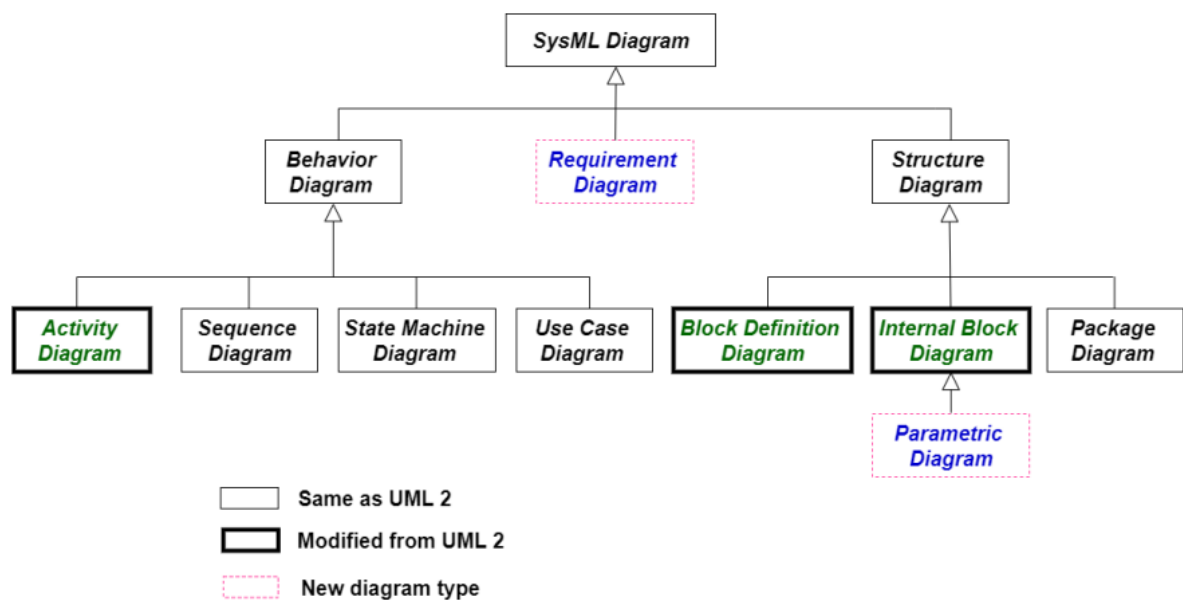 SysML Diagram
Behavior
Diagram
Requirement
Diagram
Structure
Diagram
Activity
Diagram
Sequence
Diagram
State Machine
Diagram
Use Case
Diagram
Block Definition
Diagram
Internal Block
Diagram
Package
Diagram
Parametric
Diagram
Same as UML 2
Modified from UML 2
New diagram type